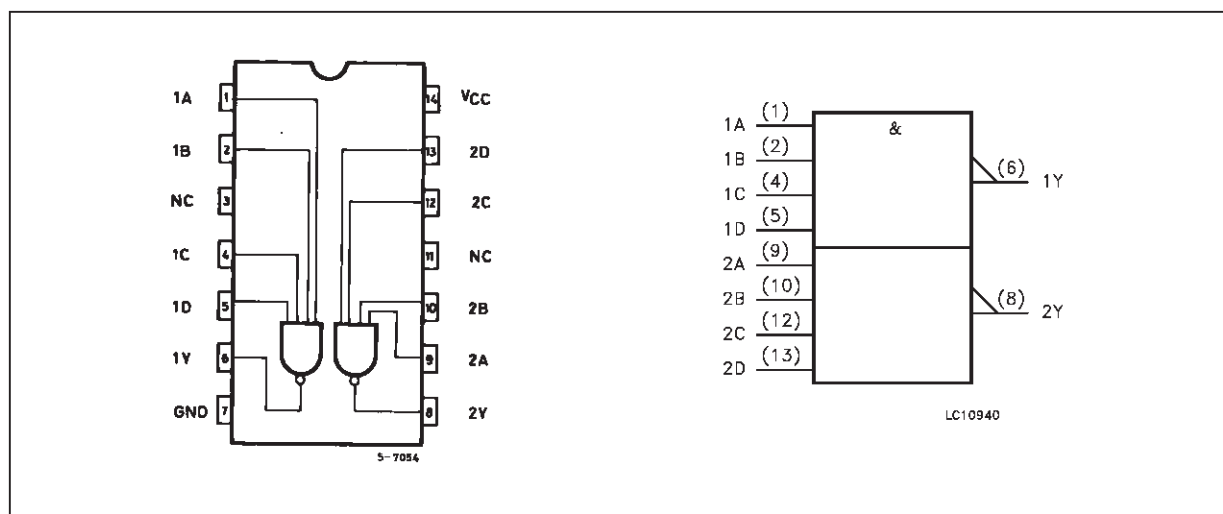 1A 1 14 VCC
1B 2 13 2D
NC 3 12 2C
1C 4 11 NC
1D 5 10 2B
1Y 6 9 2A
GND 7 8 2Y
S-7054
&
1A (1)
1B (2)
1C (4)
1D (5)
(6) 1Y
2A (9)
2B (10)
2C (12)
2D (13)
(8) 2Y
LC10940